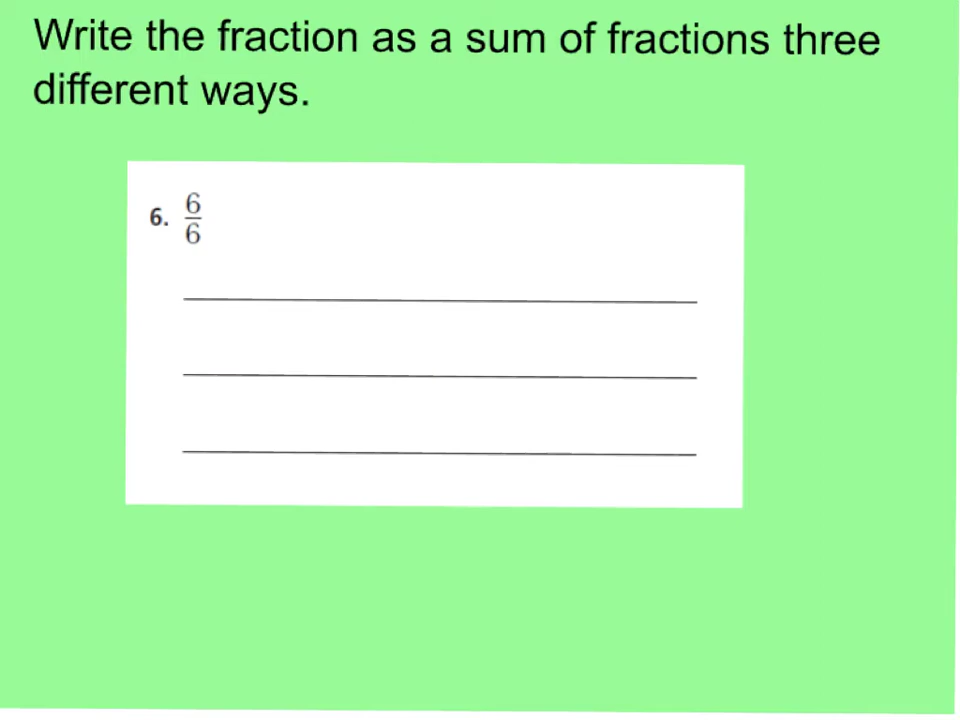 Write the fraction as a sum of fractions three
different ways.
6. 6/6